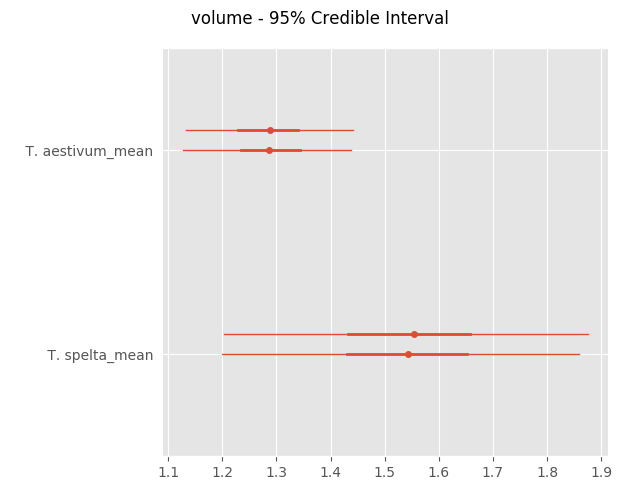 volume - 95% Credible Interval
T. aestivum_mean
T. spelta_mean
1.1 1.2 1.3 1.4 1.5 1.6 1.7 1.8 1.9